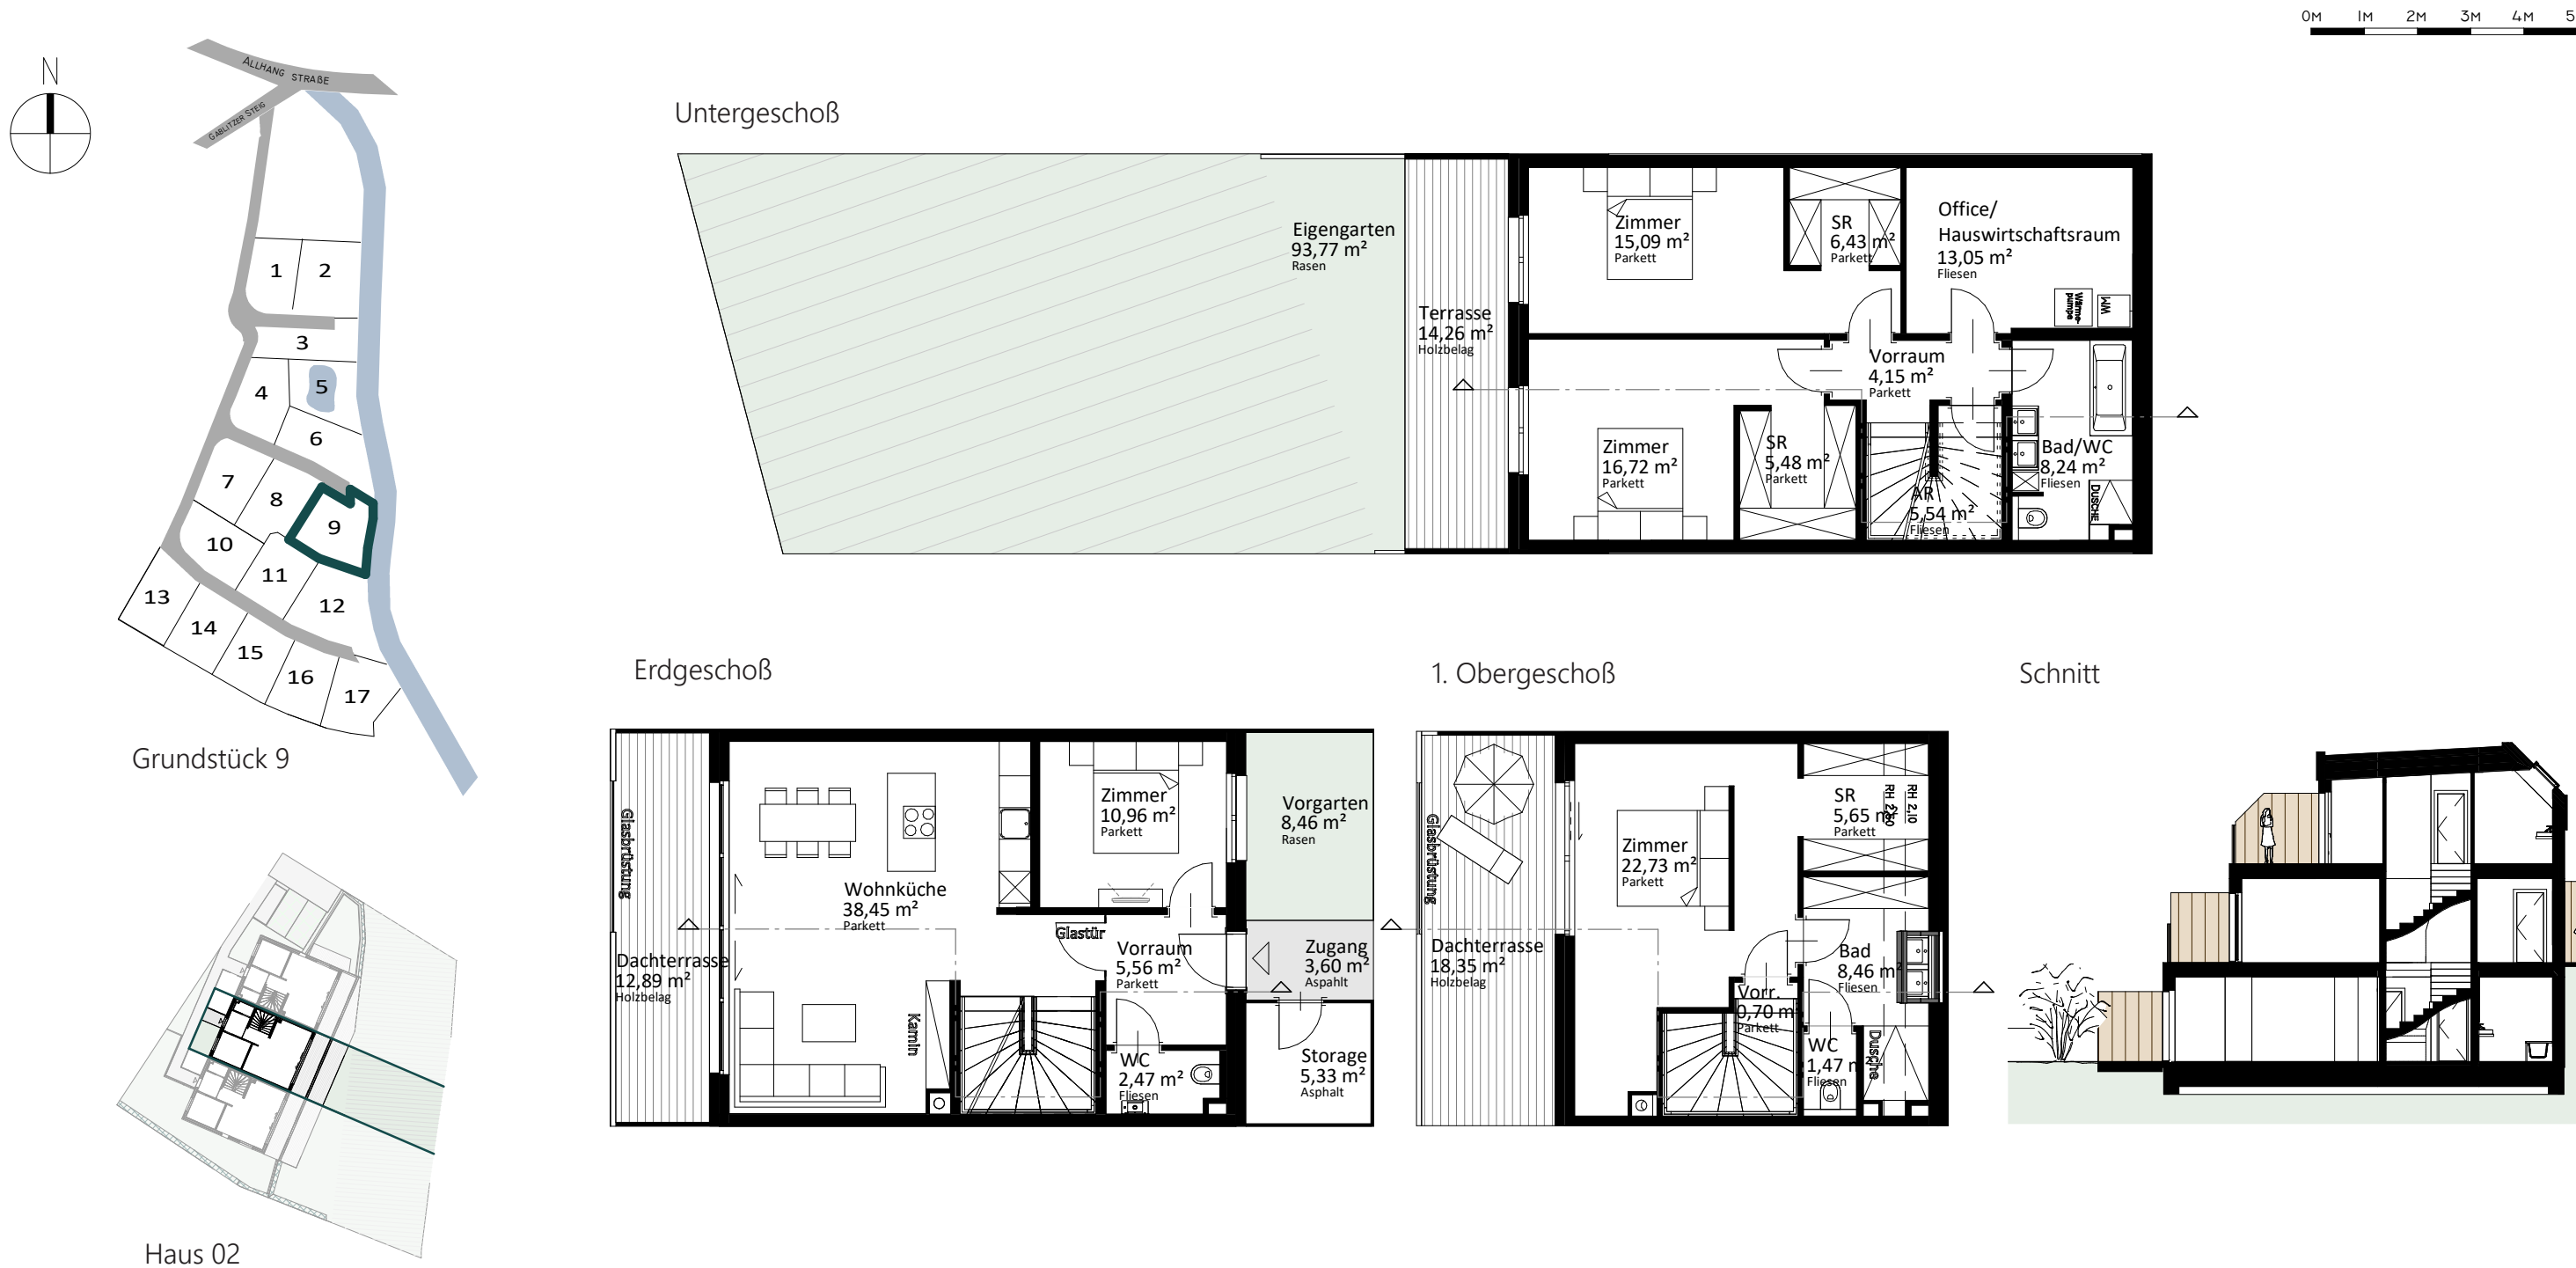 0M 1M 2M 3M 4M 5
N
ALLHANG STRAßE
GABLITZER STEIG
1
2
3
4
5
6
7
8
9
10
11
12
13
14
15
16
17
Grundstück 9
Haus 02
Untergeschoß
Eigengarten
93,77 m²
Rasen
Terrasse
14,26 m²
Holzbelag
Zimmer
15,09 m²
Parkett
SR
6,43 m²
Parkett
Office/
Hauswirtschaftsraum
13,05 m²
Fliesen
Wärme-
pumpe
WM
Vorraum
4,15 m²
Parkett
Zimmer
16,72 m²
Parkett
SR
5,48 m²
Parkett
AR
5,54 m²
Fliesen
Bad/WC
8,24 m²
Fliesen
DUSCHE
Erdgeschoß
Glasbrüstung
Dachterrasse
12,89 m²
Holzbelag
Wohnküche
38,45 m²
Parkett
Kamin
Zimmer
10,96 m²
Parkett
Glastür
Vorraum
5,56 m²
Parkett
WC
2,47 m²
Fliesen
Vorgarten
8,46 m²
Rasen
Zugang
3,60 m²
Aspahlt
Storage
5,33 m²
Asphalt
1. Obergeschoß
Glasbrüstung
Dachterrasse
18,35 m²
Holzbelag
Zimmer
22,73 m²
Parkett
SR
5,65 m²
Parkett
RH 2,10
Bad
8,46 m²
Fliesen
Vorr.
0,70 m²
Parkett
WC
1,47 m
Fliesen
Dusche
Schnitt